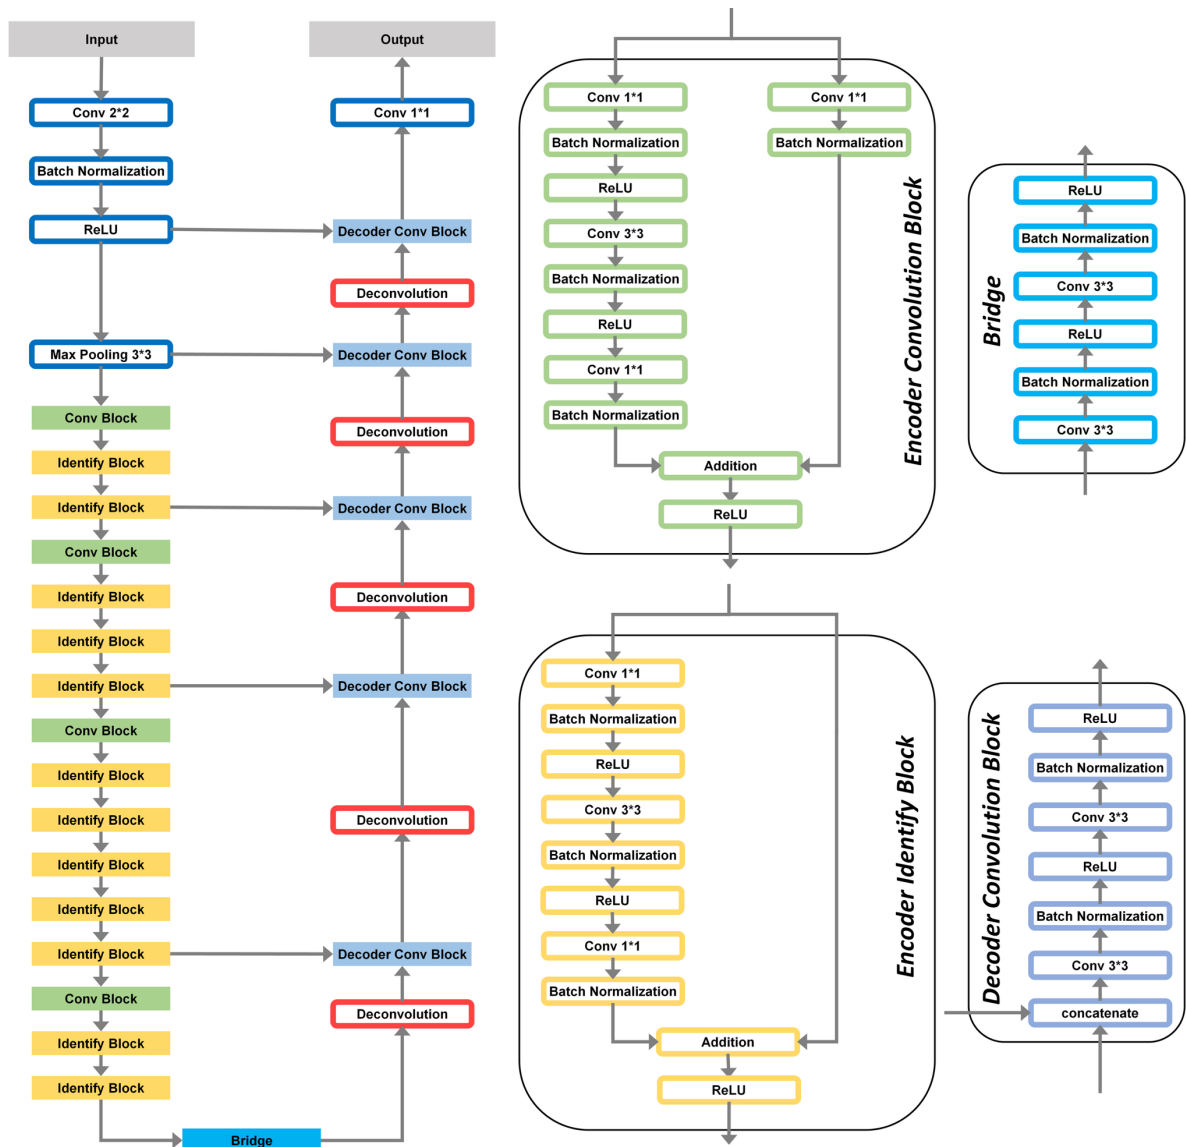 Input
Conv 2*2
Batch Normalization
ReLU
Max Pooling 3*3
Conv Block
Identify Block
Identify Block
Conv Block
Identify Block
Identify Block
Identify Block
Conv Block
Identify Block
Identify Block
Identify Block
Identify Block
Identify Block
Conv Block
Identify Block
Identify Block
Bridge
Output
Conv 1*1
Decoder Conv Block
Deconvolution
Decoder Conv Block
Deconvolution
Decoder Conv Block
Deconvolution
Decoder Conv Block
Deconvolution
Decoder Conv Block
Deconvolution
Conv 1*1
Batch Normalization
ReLU
Conv 3*3
Batch Normalization
ReLU
Conv 1*1
Batch Normalization
Conv 1*1
Batch Normalization
Addition
ReLU
Encoder Convolution Block
Conv 1*1
Batch Normalization
ReLU
Conv 3*3
Batch Normalization
ReLU
Conv 1*1
Batch Normalization
Addition
ReLU
Encoder Identify Block
Bridge
ReLU
Batch Normalization
Conv 3*3
ReLU
Batch Normalization
Conv 3*3
Decoder Convolution Block
ReLU
Batch Normalization
Conv 3*3
ReLU
Batch Normalization
Conv 3*3
concatenate